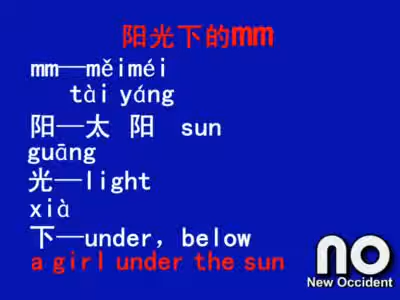 阳光下的mm
mm—měiméi
tài yáng
阳—太 阳 sun
guāng
光—light
xià
下—under，below
a girl under the sun
no
New Occident